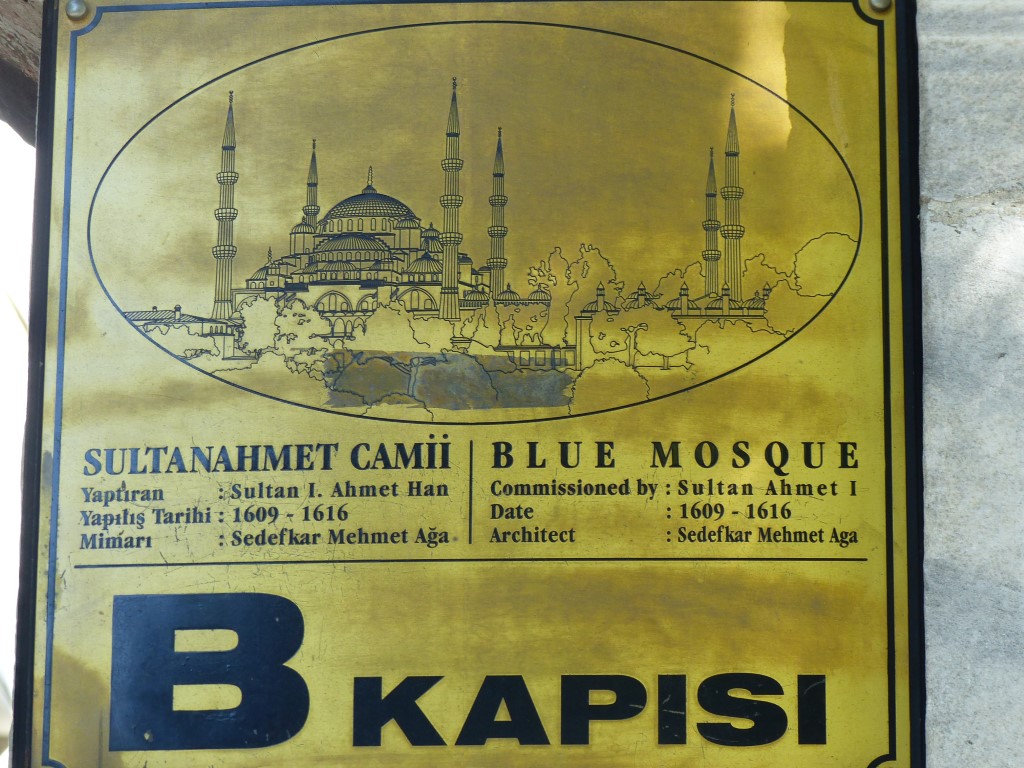 SULTANAHMET CAMİİ
Yaptıran : Sultan I. Ahmet Han
Yapılış Tarihi : 1609 - 1616
Mimarı : Sedefkar Mehmet Ağa
BLUE MOSQUE
Commissioned by : Sultan Ahmet I
Date : 1609 - 1616
Architect : Sedefkar Mehmet Aga
B KAPISI